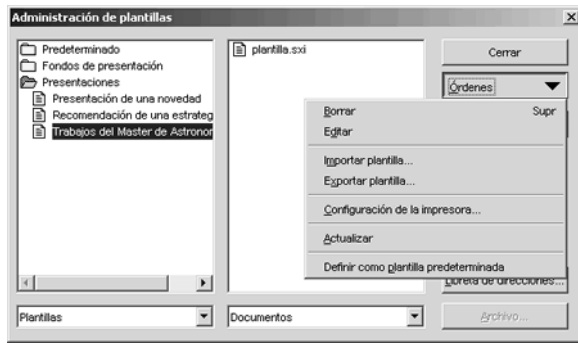 Administración de plantillas
Predeterminado
Fondos de presentación
Presentaciones
Presentación de una novedad
Recomendación de una estrateg
Trabajos del Master de Astronor
plantilla.sxi
Cerrar
Órdenes
Borrar Supr
Editar
Importar plantilla...
Exportar plantilla...
Configuración de la impresora...
Actualizar
Definir como plantilla predeterminada
Libreta de direcciones...
Plantillas
Documentos
Archivo...